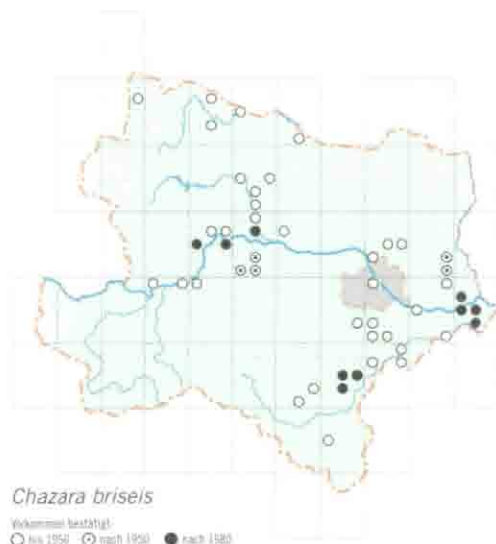 Chazara briseis
Vorkommen bestätigt:
bis 1950 nach 1950 nach 1980